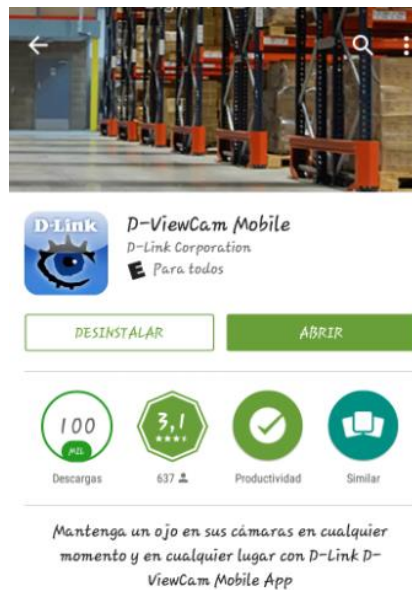 D-Link
D-ViewCam Mobile
D-Link Corporation
E Para todos
DESINSTALAR
ABRIR
100
MIL
Descargas
3,1
637
Productividad
Similar
Mantenga un ojo en sus cámaras en cualquier
momento y en cualquier lugar con D-Link D-
ViewCam Mobile App